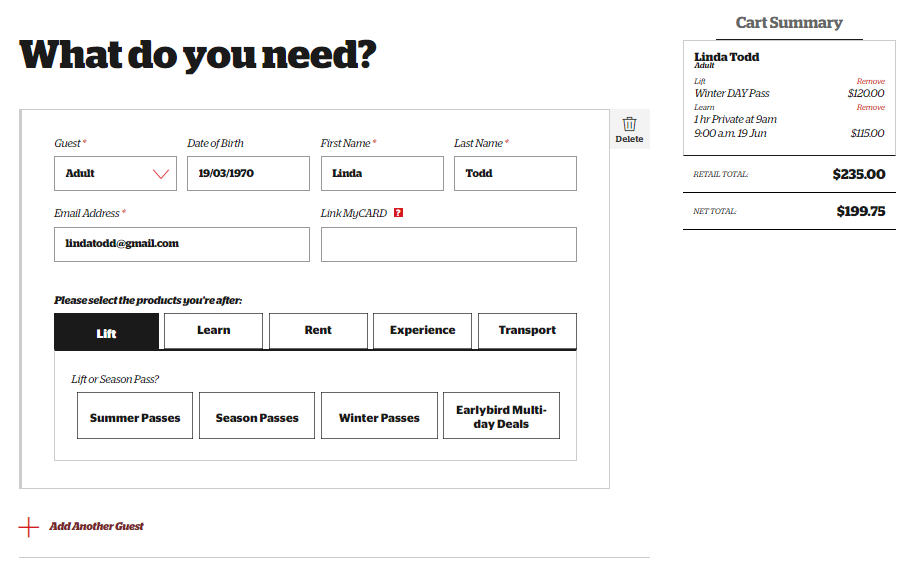 What do you need?
Guest *
Date of Birth
First Name *
Last Name *
Adult
19/03/1970
Linda
Todd
Delete
Email Address *
Link MyCARD ?
lindatodd@gmail.com
Please select the products you're after:
Lift
Learn
Rent
Experience
Transport
Lift or Season Pass?
Summer Passes
Season Passes
Winter Passes
Earlybird Multi-
day Deals
Add Another Guest
Cart Summary
Linda Todd
Adult
Lift Remove
Winter DAY Pass $120.00
Learn Remove
1 hr Private at 9am
9:00 a.m. 19 Jun $115.00
RETAIL TOTAL: $235.00
NET TOTAL: $199.75